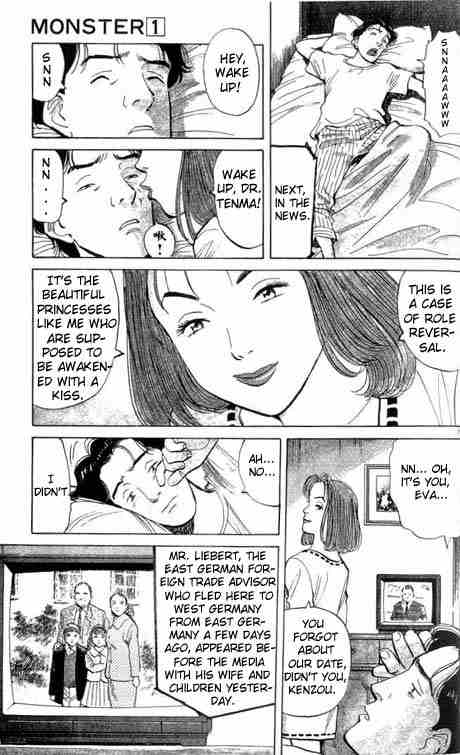 MONSTER 1
SNNAAAAWW
NEXT,
IN THE
NEWS.
HEY,
WAKE
UP!
SNN
WAKE
UP, DR.
TENMA!
NN...
THIS IS
A CASE
OF ROLE
REVER-
SAL.
IT'S THE
BEAUTIFUL
PRINCESSES
LIKE ME WHO
ARE SUP-
POSED TO
BE AWAKEN-
ED WITH A
KISS.
NN... OH,
IT'S YOU,
EVA...
YOU
FORGOT
ABOUT
OUR DATE,
DIDN'T YOU,
KENZOU.
AH...
NO...
I
DIDN'T
MR. LIEBERT, THE
EAST GERMAN FOR-
EIGN TRADE ADVISOR
WHO FLED HERE TO
WEST GERMANY
FROM EAST GER-
MANY A FEW DAYS
AGO, APPEARED BE-
FORE THE MEDIA
WITH HIS WIFE AND
CHILDREN YESTER-
DAY.